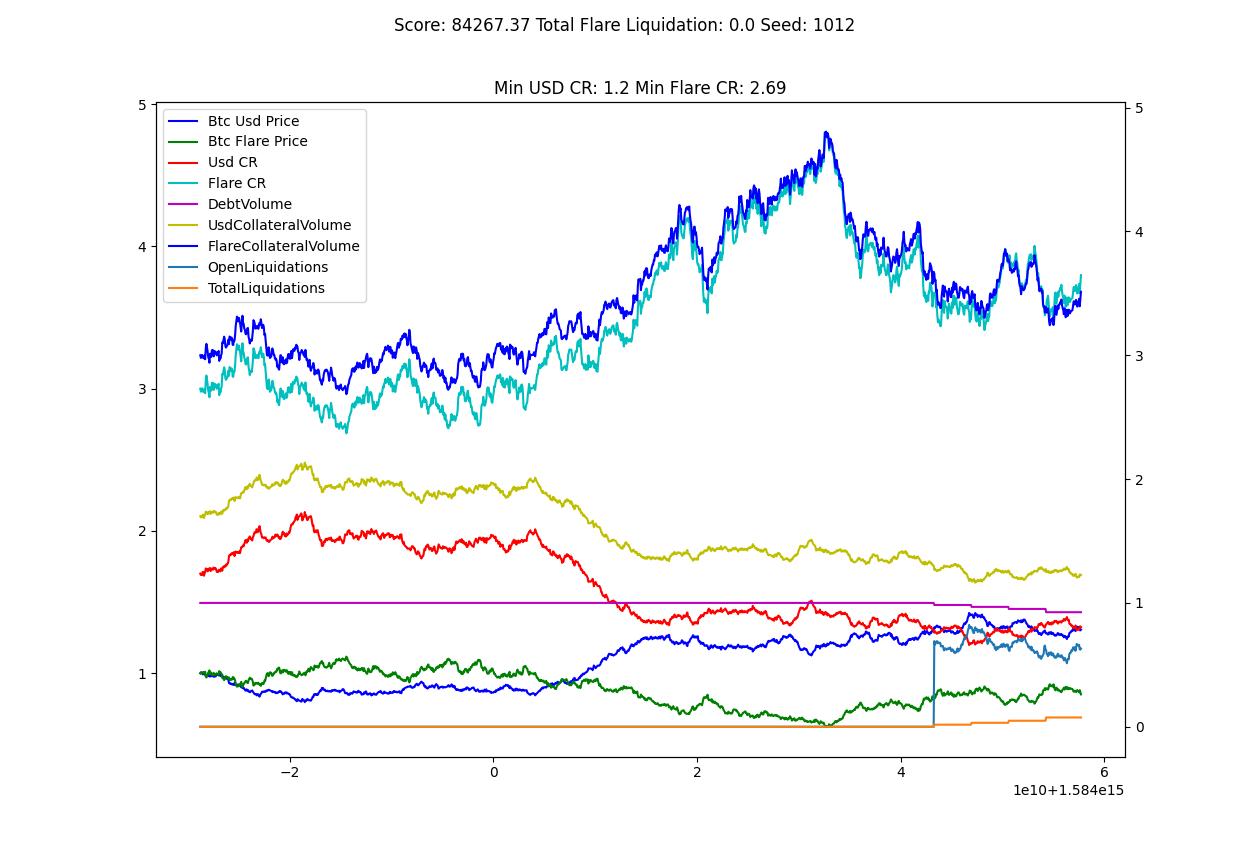 Score: 84267.37 Total Flare Liquidation: 0.0 Seed: 1012
Min USD CR: 1.2 Min Flare CR: 2.69
Btc Usd Price
Btc Flare Price
Usd CR
Flare CR
DebtVolume
UsdCollateralVolume
FlareCollateralVolume
OpenLiquidations
TotalLiquidations
5
4
3
2
1
5
4
3
2
1
0
−2
0
2
4
6
1e10+1.584e15